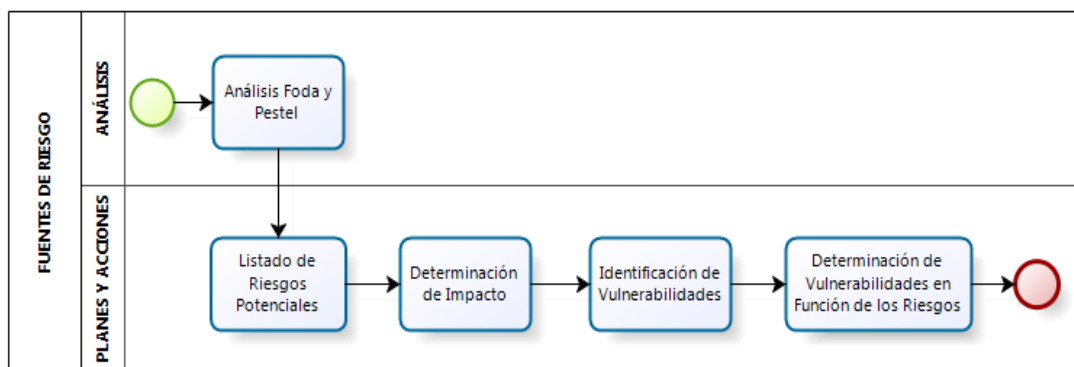 FUENTES DE RIESGO
ANÁLISIS
Análisis Foda y
Pestel
PLANES Y ACCIONES
Listado de
Riesgos
Potenciales
Determinación
de Impacto
Identificación de
Vulnerabilidades
Determinación de
Vulnerabilidades en
Función de los Riesgos